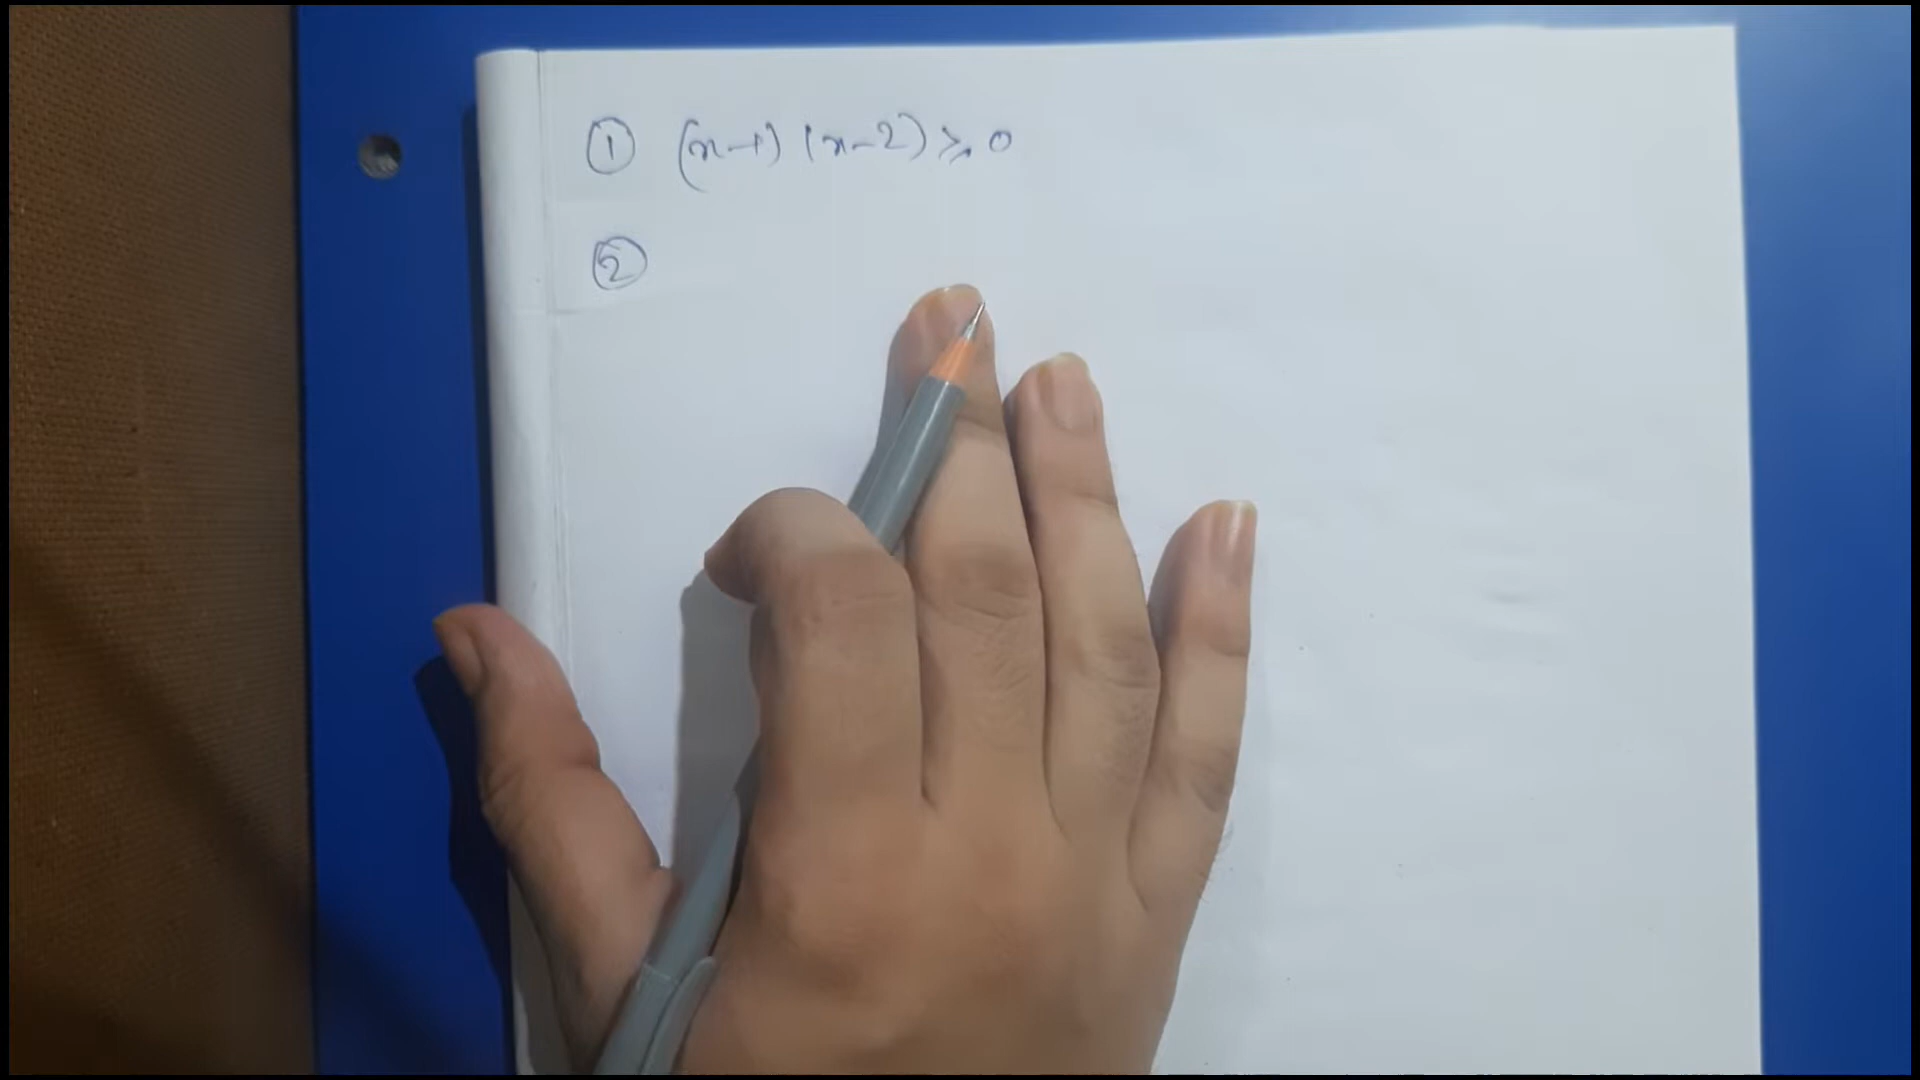 ① (x-1) (x-2) ≥ 0
②